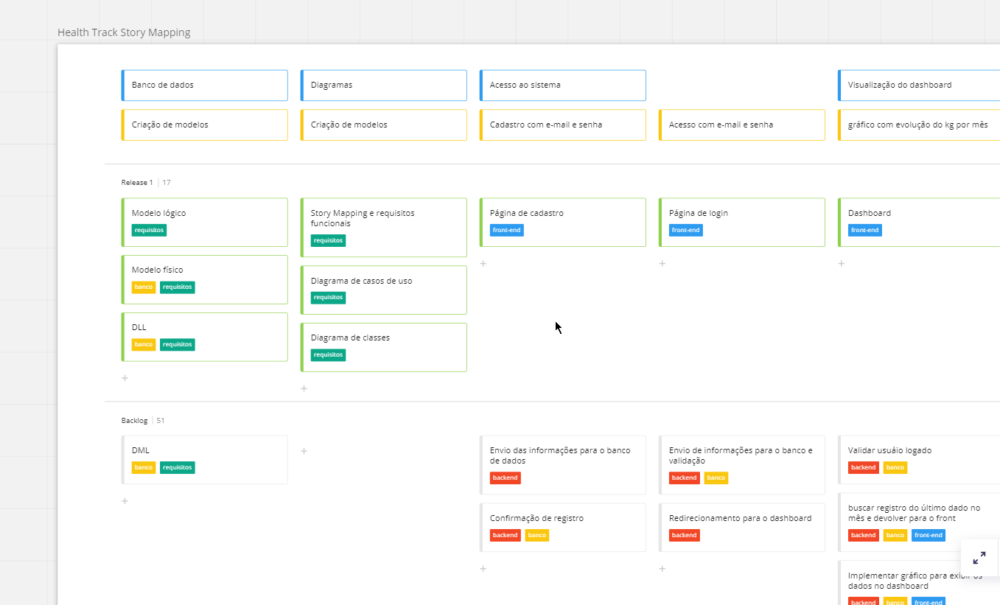 Health Track Story Mapping
Banco de dados
Diagramas
Acesso ao sistema
Visualização do dashboard
Criação de modelos
Criação de modelos
Cadastro com e-mail e senha
Acesso com e-mail e senha
gráfico com evolução do kg por mês
Release 1 | 17
Modelo lógico
requisitos
Modelo físico
banco requisitos
DLL
banco requisitos
Story Mapping e requisitos
funcionais
requisitos
Diagrama de casos de uso
requisitos
Diagrama de classes
requisitos
Página de cadastro
front-end
Página de login
front-end
Dashboard
front-end
Backlog | 51
DML
banco requisitos
Envio das informações para o banco
de dados
backend
Confirmação de registro
backend banco
Envio de informações para o banco e
validação
backend banco
Redirecionamento para o dashboard
backend
Validar usuáio logado
backend banco
buscar registro do último dado no
mês e devolver para o front
backend banco front-end
Implementar gráfico para exibir os
dados no dashboard
backend banco front-end